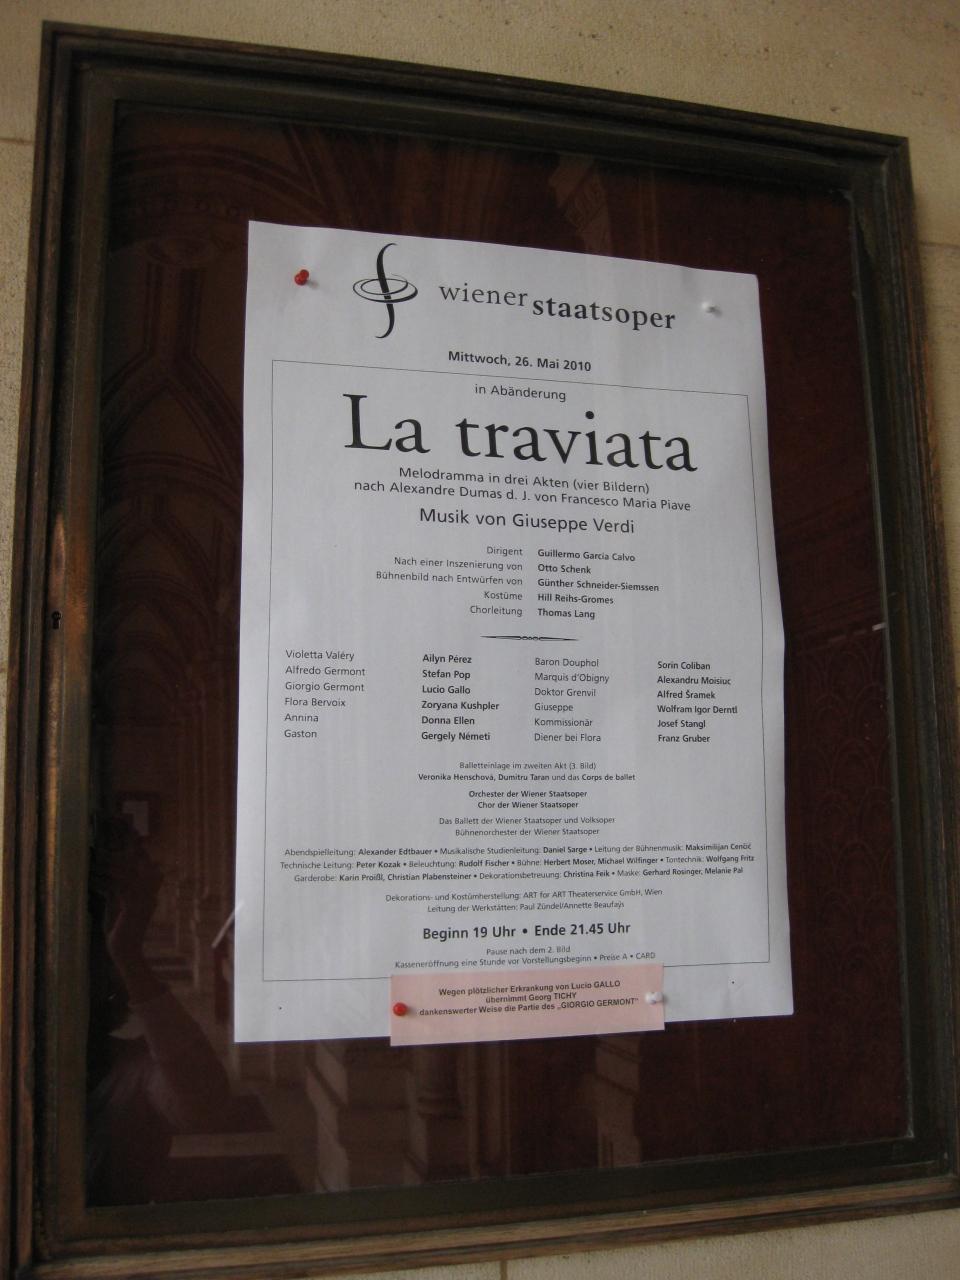 wiener staatsoper
Mittwoch, 26. Mai 2010
in Abänderung
La traviata
Melodramma in drei Akten (vier Bildern)
nach Alexandre Dumas d. J. von Francesco Maria Piave
Musik von Giuseppe Verdi
Dirigent Guillermo García Calvo
Nach einer Inszenierung von Otto Schenk
Bühnenbild nach Entwürfen von Günther Schneider-Siemssen
Kostüme Hill Reihs-Gromes
Chorleitung Thomas Lang
Violetta Valéry Ailyn Pérez Baron Douphol Sorin Coliban
Alfredo Germont Stefan Pop Marquis d'Obigny Alexandru Moisiuc
Giorgio Germont Lucio Gallo Doktor Grenvil Alfred Šramek
Flora Bervoix Zoryana Kushpler Giuseppe Wolfram Igor Derntl
Annina Donna Ellen Kommissionär Josef Stangl
Gaston Gergely Németi Diener bei Flora Franz Gruber
Balletteinlage im zweiten Akt (3. Bild)
Veronika Henschová, Dumitru Taran und das Corps de ballet
Orchester der Wiener Staatsoper
Chor der Wiener Staatsoper
Das Ballett der Wiener Staatsoper und Volksoper
Bühnenorchester der Wiener Staatsoper
Abendspielleitung: Alexander Edtbauer • Musikalische Studienleitung: Daniel Sarge • Leitung der Bühnenmusik: Maksimilijan Cenčić
Technische Leitung: Peter Kozak • Beleuchtung: Rudolf Fischer • Bühne: Herbert Moser, Michael Wilfinger • Tontechnik: Wolfgang Fritz
Garderobe: Karin Proißl, Christian Plabensteiner • Dekorationsbetreuung: Christina Feik • Maske: Gerhard Rosinger, Melanie Pal
Dekorations- und Kostümherstellung: ART for ART Theaterservice GmbH, Wien
Leitung der Werkstätten: Paul Zündel/Annette Beaufaÿs
Beginn 19 Uhr • Ende 21.45 Uhr
Pause nach dem 2. Bild
Kasseneröffnung eine Stunde vor Vorstellungsbeginn • Preise A • CARD
Wegen plötzlicher Erkrankung von Lucio GALLO
übernimmt Georg TICHY
dankenswerter Weise die Partie des „GIORGIO GERMONT"